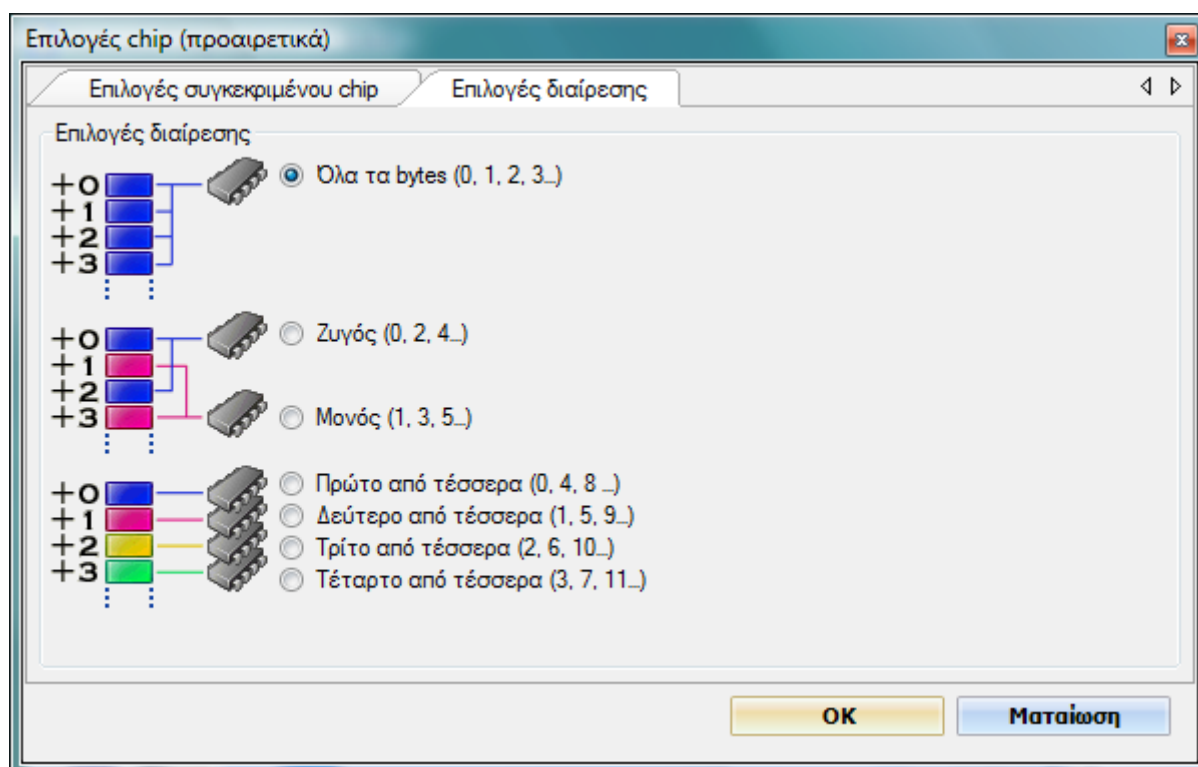 Επιλογές chip (προαιρετικά)
Επιλογές συγκεκριμένου chip
Επιλογές διαίρεσης
Επιλογές διαίρεσης
+0
+1
+2
+3
Όλα τα bytes (0, 1, 2, 3...)
+0
+1
+2
+3
Ζυγός (0, 2, 4...)
Μονός (1, 3, 5...)
+0
+1
+2
+3
Πρώτο από τέσσερα (0, 4, 8 ...)
Δεύτερο από τέσσερα (1, 5, 9...)
Τρίτο από τέσσερα (2, 6, 10...)
Τέταρτο από τέσσερα (3, 7, 11...)
OK
Ματαίωση